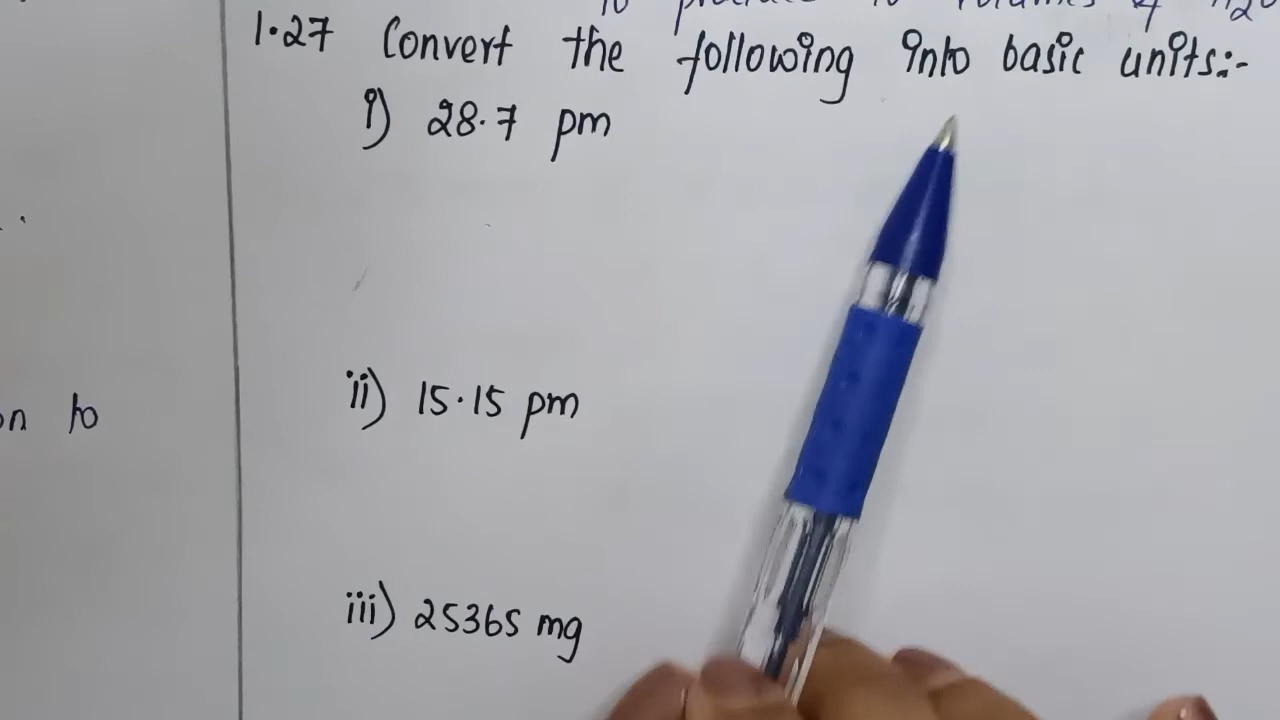 1.27 Convert the following into basic units:-
i) 28.7 pm
ii) 15.15 pm
on to
iii) 25365 mg